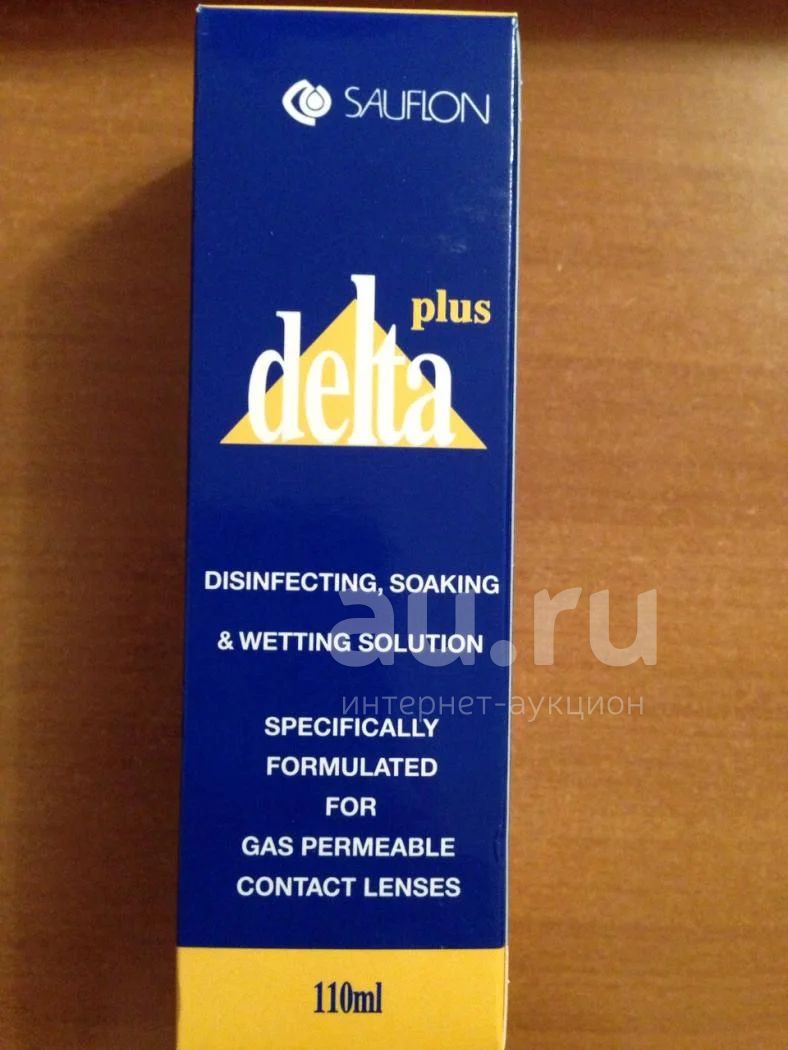 SAUFLON
plus
delta
DISINFECTING, SOAKING
& WETTING SOLUTION
au.ru
интернет-аукцион
SPECIFICALLY
FORMULATED
FOR
GAS PERMEABLE
CONTACT LENSES
110ml